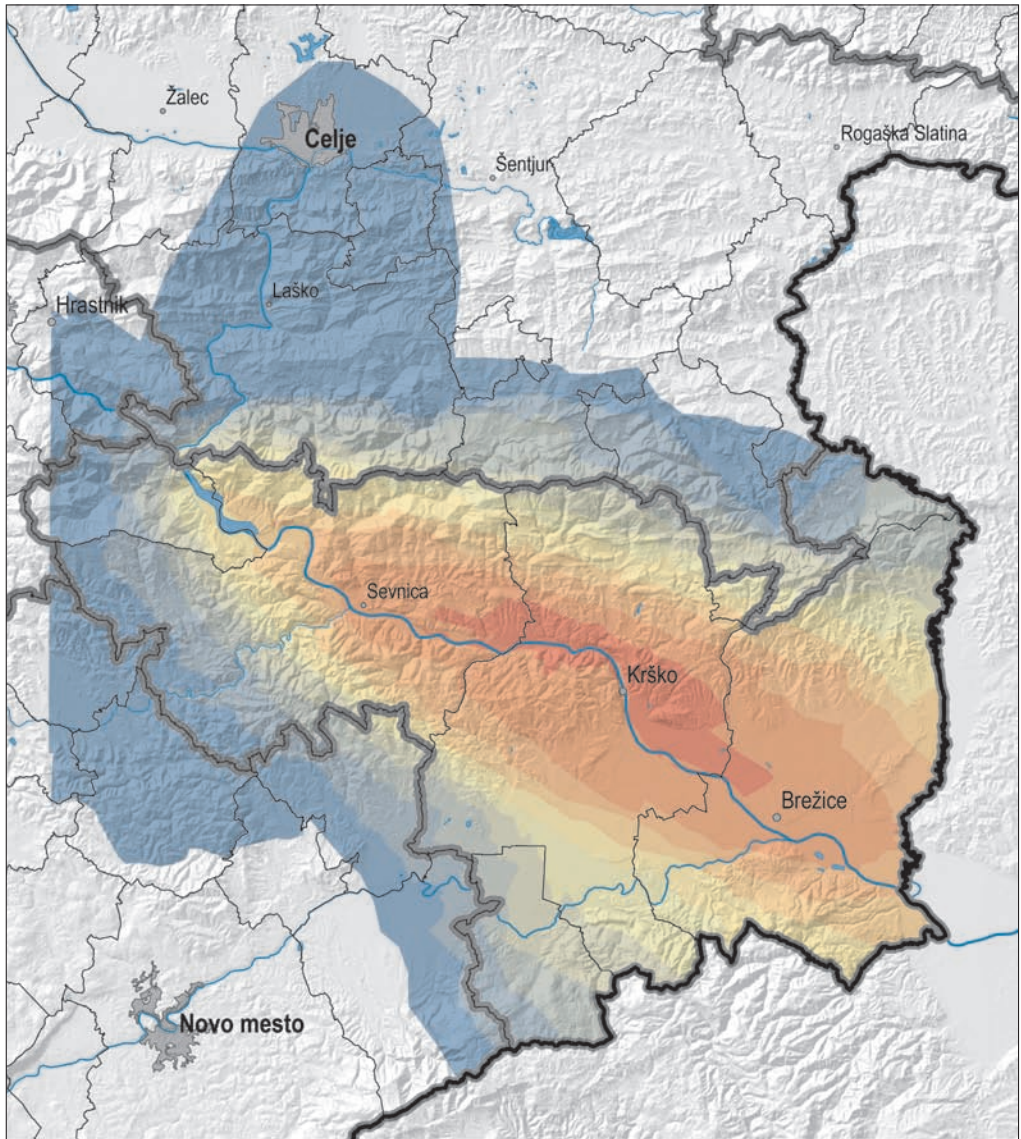 Žalec
Celje
Rogaška Slatina
Šentjur
Laško
Hrastnik
Sevnica
Krško
Brežice
Novo mesto